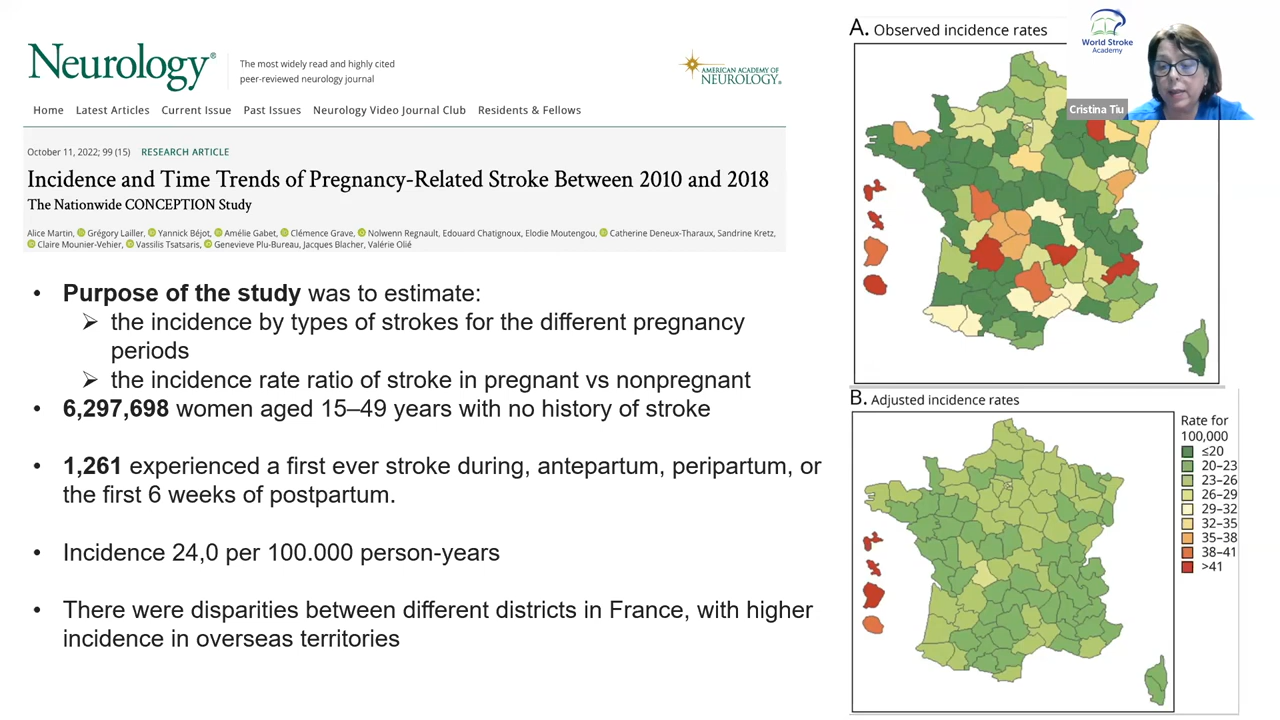 Neurology®
The most widely read and highly cited
peer-reviewed neurology journal
AMERICAN ACADEMY OF
NEUROLOGY.
Home Latest Articles Current Issue Past Issues Neurology Video Journal Club Residents & Fellows
October 11, 2022; 99 (15) RESEARCH ARTICLE
Incidence and Time Trends of Pregnancy-Related Stroke Between 2010 and 2018
The Nationwide CONCEPTION Study
Alice Martin, Grégory Lailler, Yannick Béjot, Amélie Gabet, Clémence Grave, Nolwenn Regnault, Edouard Chatignoux, Elodie Moutengou, Catherine Deneux-Tharaux, Sandrine Kretz,
Claire Mounier-Vehier, Vassilis Tsatsaris, Genevieve Plu-Bureau, Jacques Blacher, Valérie Olié
• Purpose of the study was to estimate:
➢ the incidence by types of strokes for the different pregnancy
periods
➢ the incidence rate ratio of stroke in pregnant vs nonpregnant
• 6,297,698 women aged 15–49 years with no history of stroke
• 1,261 experienced a first ever stroke during, antepartum, peripartum, or
the first 6 weeks of postpartum.
• Incidence 24,0 per 100.000 person-years
• There were disparities between different districts in France, with higher
incidence in overseas territories
A. Observed incidence rates
World Stroke
Academy
Cristina Tiu
B. Adjusted incidence rates
Rate for
100,000
≤20
20–23
23–26
26–29
29–32
32–35
35–38
38–41
>41